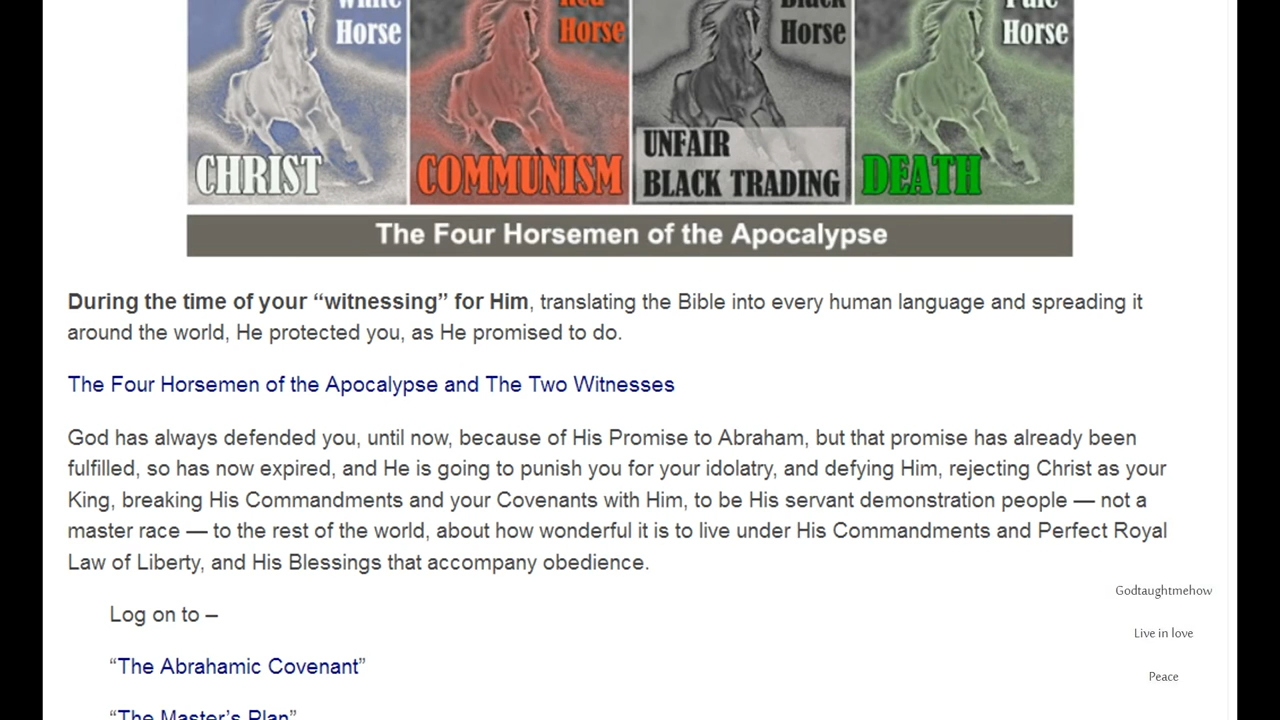 White
Horse
Red
Horse
Black
Horse
Pale
Horse
CHRIST
COMMUNISM
UNFAIR
BLACK TRADING
DEATH
The Four Horsemen of the Apocalypse
During the time of your “witnessing” for Him, translating the Bible into every human language and spreading it
around the world, He protected you, as He promised to do.
The Four Horsemen of the Apocalypse and The Two Witnesses
God has always defended you, until now, because of His Promise to Abraham, but that promise has already been
fulfilled, so has now expired, and He is going to punish you for your idolatry, and defying Him, rejecting Christ as your
King, breaking His Commandments and your Covenants with Him, to be His servant demonstration people — not a
master race — to the rest of the world, about how wonderful it is to live under His Commandments and Perfect Royal
Law of Liberty, and His Blessings that accompany obedience.
Log on to –
“The Abrahamic Covenant”
“The Master’s Plan”
Godtaughtmehow
Live in love
Peace